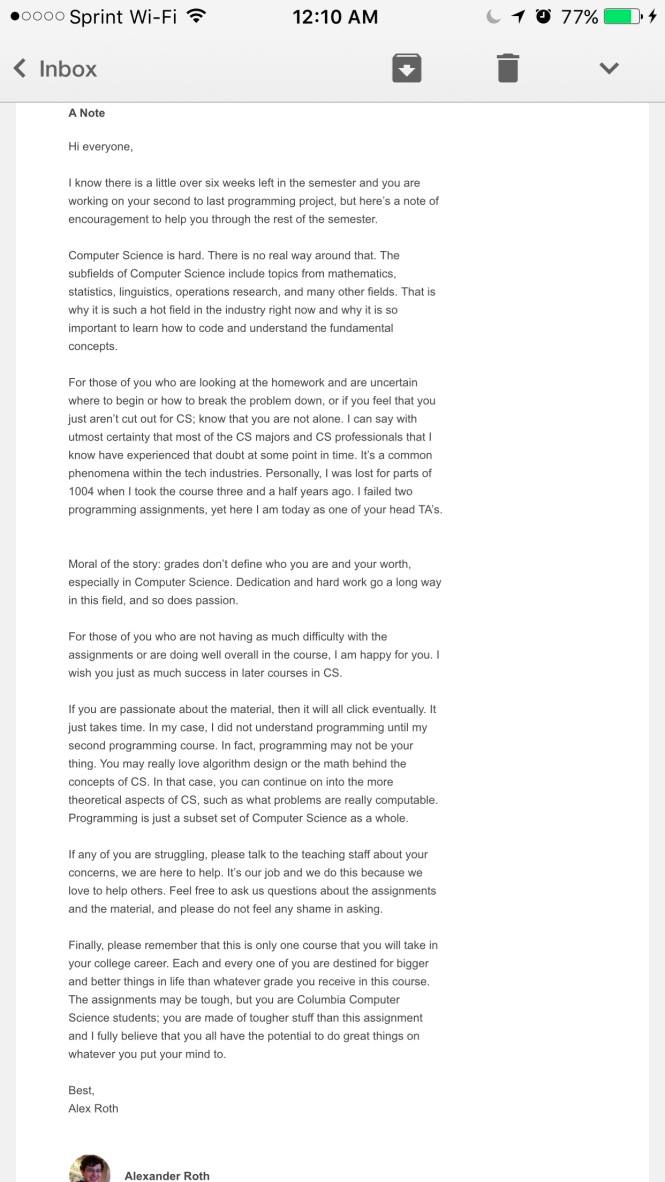 Sprint Wi-Fi 12:10 AM 77%
Inbox
A Note
Hi everyone,
I know there is a little over six weeks left in the semester and you are
working on your second to last programming project, but here's a note of
encouragement to help you through the rest of the semester.
Computer Science is hard. There is no real way around that. The
subfields of Computer Science include topics from mathematics,
statistics, linguistics, operations research, and many other fields. That is
why it is such a hot field in the industry right now and why it is so
important to learn how to code and understand the fundamental
concepts.
For those of you who are looking at the homework and are uncertain
where to begin or how to break the problem down, or if you feel that you
just aren't cut out for CS; know that you are not alone. I can say with
utmost certainty that most of the CS majors and CS professionals that I
know have experienced that doubt at some point in time. It's a common
phenomena within the tech industries. Personally, I was lost for parts of
1004 when I took the course three and a half years ago. I failed two
programming assignments, yet here I am today as one of your head TA's.
Moral of the story: grades don't define who you are and your worth,
especially in Computer Science. Dedication and hard work go a long way
in this field, and so does passion.
For those of you who are not having as much difficulty with the
assignments or are doing well overall in the course, I am happy for you. I
wish you just as much success in later courses in CS.
If you are passionate about the material, then it will all click eventually. It
just takes time. In my case, I did not understand programming until my
second programming course. In fact, programming may not be your
thing. You may really love algorithm design or the math behind the
concepts of CS. In that case, you can continue on into the more
theoretical aspects of CS, such as what problems are really computable.
Programming is just a subset set of Computer Science as a whole.
If any of you are struggling, please talk to the teaching staff about your
concerns, we are here to help. It's our job and we do this because we
love to help others. Feel free to ask us questions about the assignments
and the material, and please do not feel any shame in asking.
Finally, please remember that this is only one course that you will take in
your college career. Each and every one of you are destined for bigger
and better things in life than whatever grade you receive in this course.
The assignments may be tough, but you are Columbia Computer
Science students; you are made of tougher stuff than this assignment
and I fully believe that you all have the potential to do great things on
whatever you put your mind to.
Best,
Alex Roth
Alexander Roth